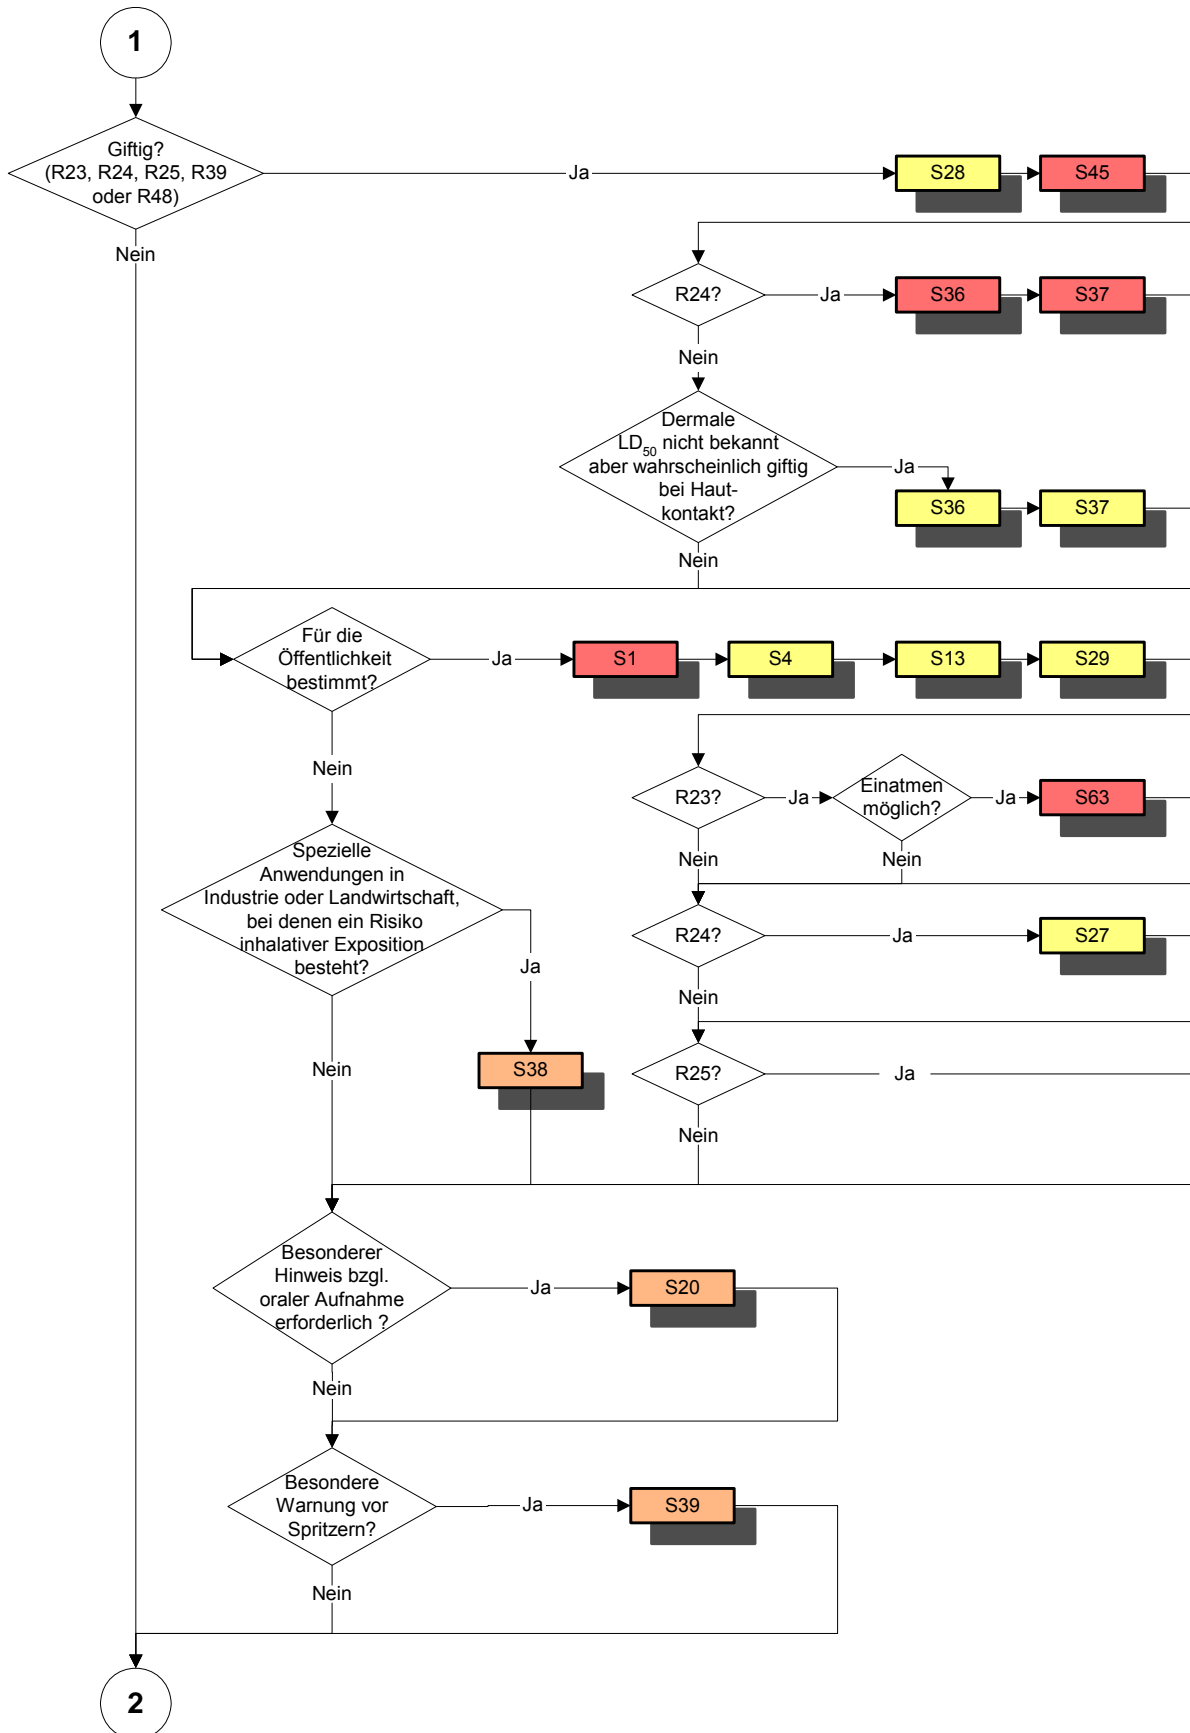 1
Giftig?
(R23, R24, R25, R39
oder R48)
Ja
S28
S45
Nein
R24?
Ja
S36
S37
Nein
Dermale
LD50 nicht bekannt
aber wahrscheinlich giftig
bei Haut-
kontakt?
Ja
S36
S37
Nein
Für die
Öffentlichkeit
bestimmt?
Ja
S1
S4
S13
S29
Nein
R23?
Ja
Einatmen
möglich?
Ja
S63
Nein
Nein
Spezielle
Anwendungen in
Industrie oder Landwirtschaft,
bei denen ein Risiko
inhalativer Exposition
besteht?
Ja
R24?
Ja
S27
Nein
Nein
S38
R25?
Ja
Nein
Besonderer
Hinweis bzgl.
oraler Aufnahme
erforderlich ?
Ja
S20
Nein
Besondere
Warnung vor
Spritzern?
Ja
S39
Nein
2